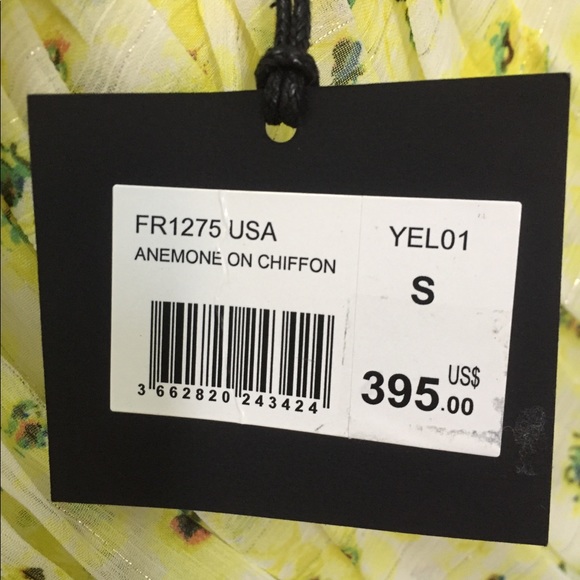 FR1275 USA
ANEMONE ON CHIFFON
3 662820 243424
YEL01
S
395.00 US$